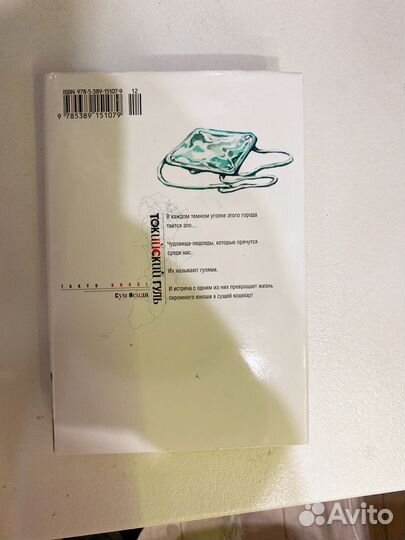 ISBN 978-5-389-15107-9
12
9 785389 151079
В каждом темном уголке этого города
таится зло…
Чудовища-людоеды, которые прячутся
среди нас.
Их называют гулями.
И встреча с одним из них превращает жизнь
скромного юноши в сущий кошмар!
ТОКИЙСКИЙ ГУЛЬ
TOKYO GHOUL
Суи Исида
Avito